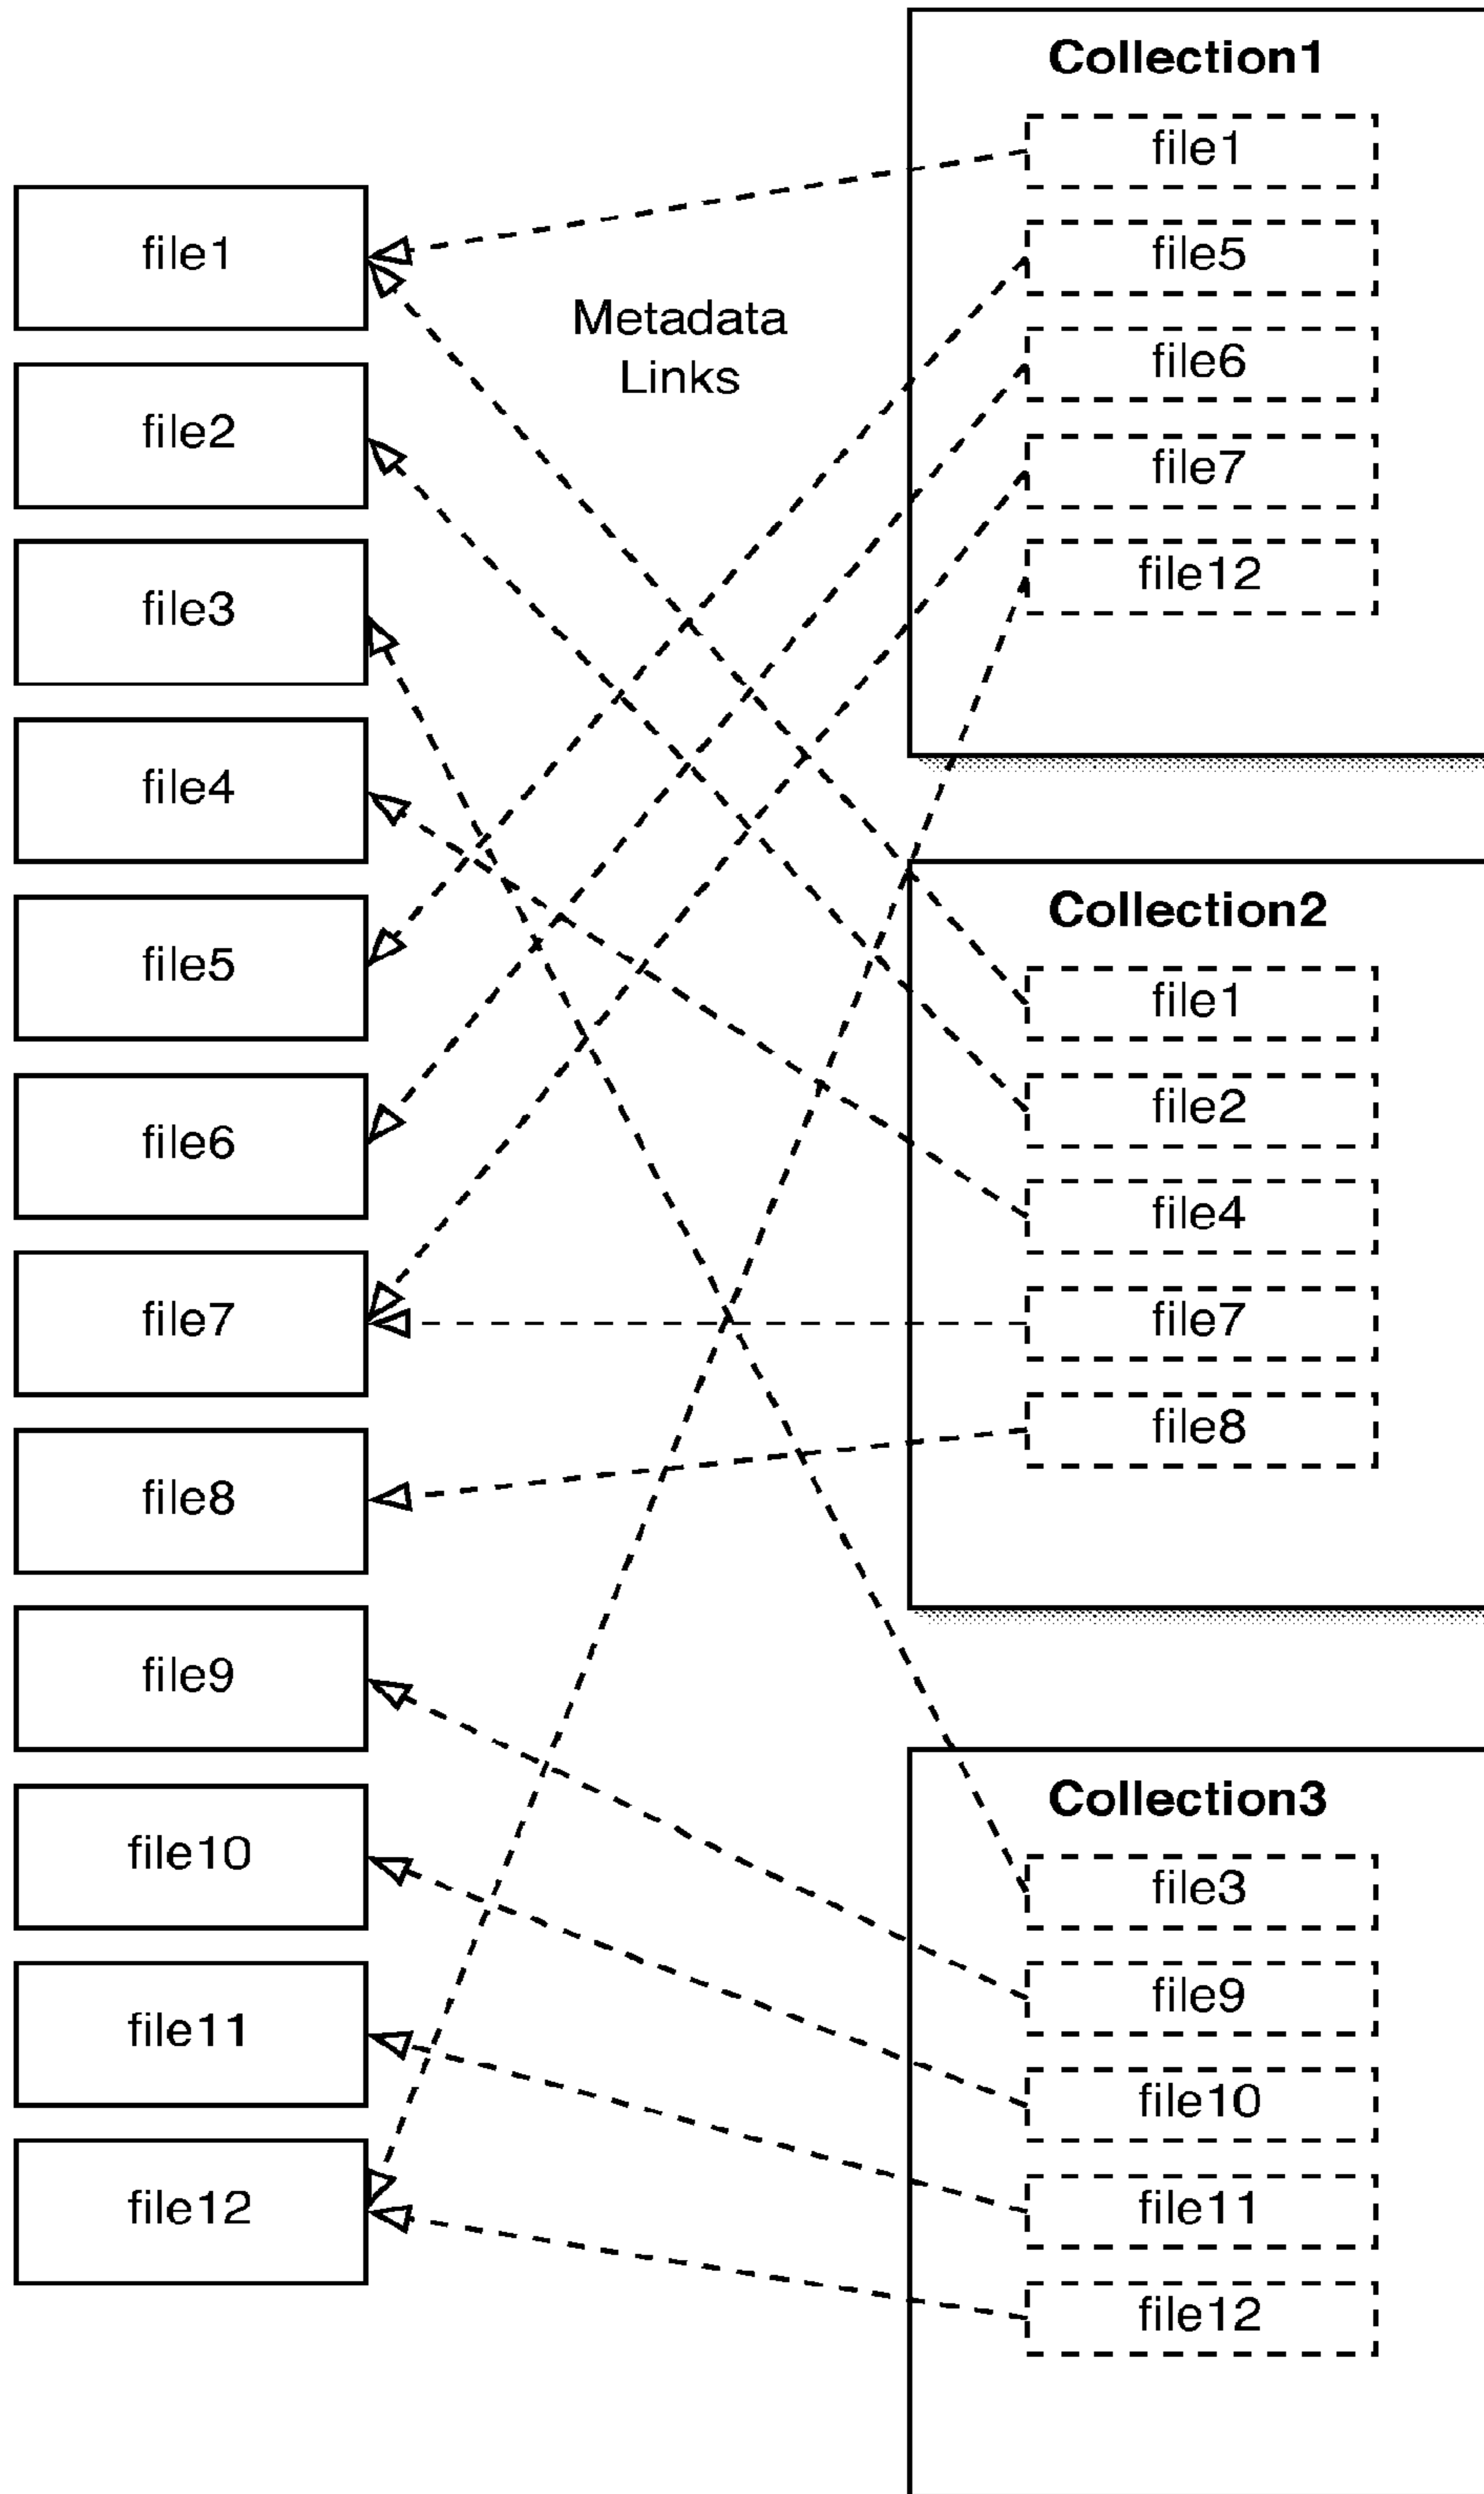 file1
file2
file3
file4
file5
file6
file7
file8
file9
file10
file11
file12
Metadata
Links
Collection1
file1
file5
file6
file7
file12
Collection2
file1
file2
file4
file7
file8
Collection3
file3
file9
file10
file11
file12